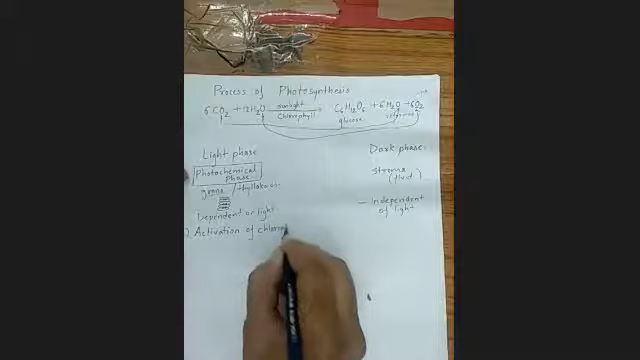 Process of Photosynthesis
6CO2 + 12H2O sunlight Chlorophyll C6H12O6 + 6H2O + 6O2
glucose
Light phase
Dark phase:
Photochemical
Phase
Stroma
(fluid)
grana / thyllakoids
Dependent on light
— Independent
of light
1) Activation of chloro